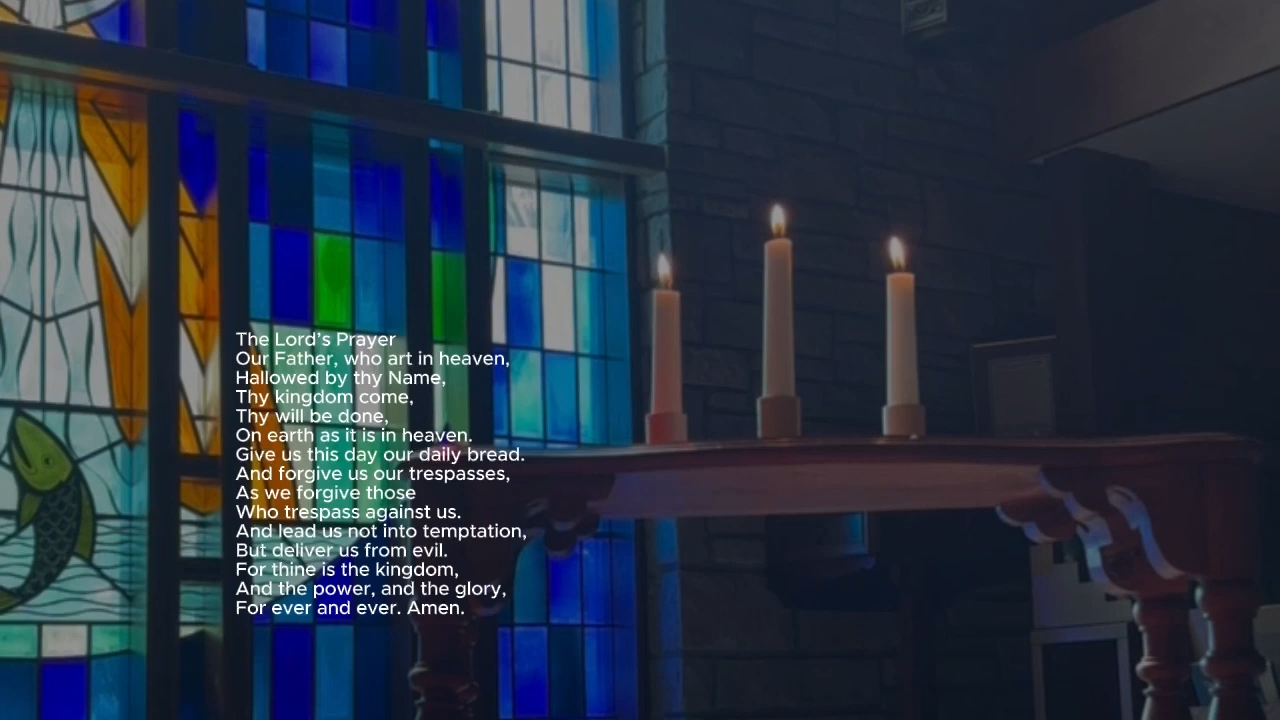 The Lord's Prayer
Our Father, who art in heaven,
Hallowed by thy Name,
Thy kingdom come,
Thy will be done,
On earth as it is in heaven.
Give us this day our daily bread.
And forgive us our trespasses,
As we forgive those
Who trespass against us.
And lead us not into temptation,
But deliver us from evil.
For thine is the kingdom,
And the power, and the glory,
For ever and ever. Amen.